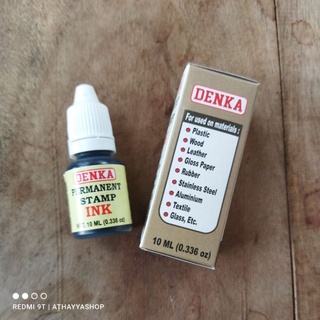 DENKA
PERMANENT
STAMP
INK
10 ML (0.336 oz)
DENKA
For used on materials :
Plastic
Wood
Leather
Gloss Paper
Rubber
Stainless Steel
Aluminium
Textile
Glass, Etc.
10 ML (0.336 oz)
REDMI 9T | ATHAYYASHOP